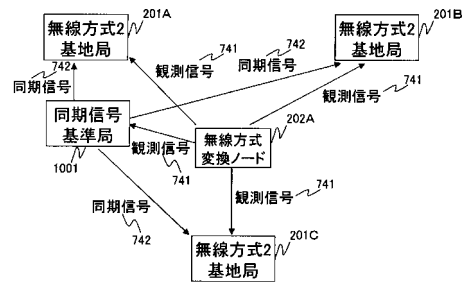 無線方式2
基地局
201A
無線方式2
基地局
201B
742
同期信号
741
観測信号
742
同期信号
741
観測信号
同期信号
基準局
1001
202A
無線方式
変換ノード
観測信号
741
741
観測信号
同期信号
742
無線方式2
基地局
201C